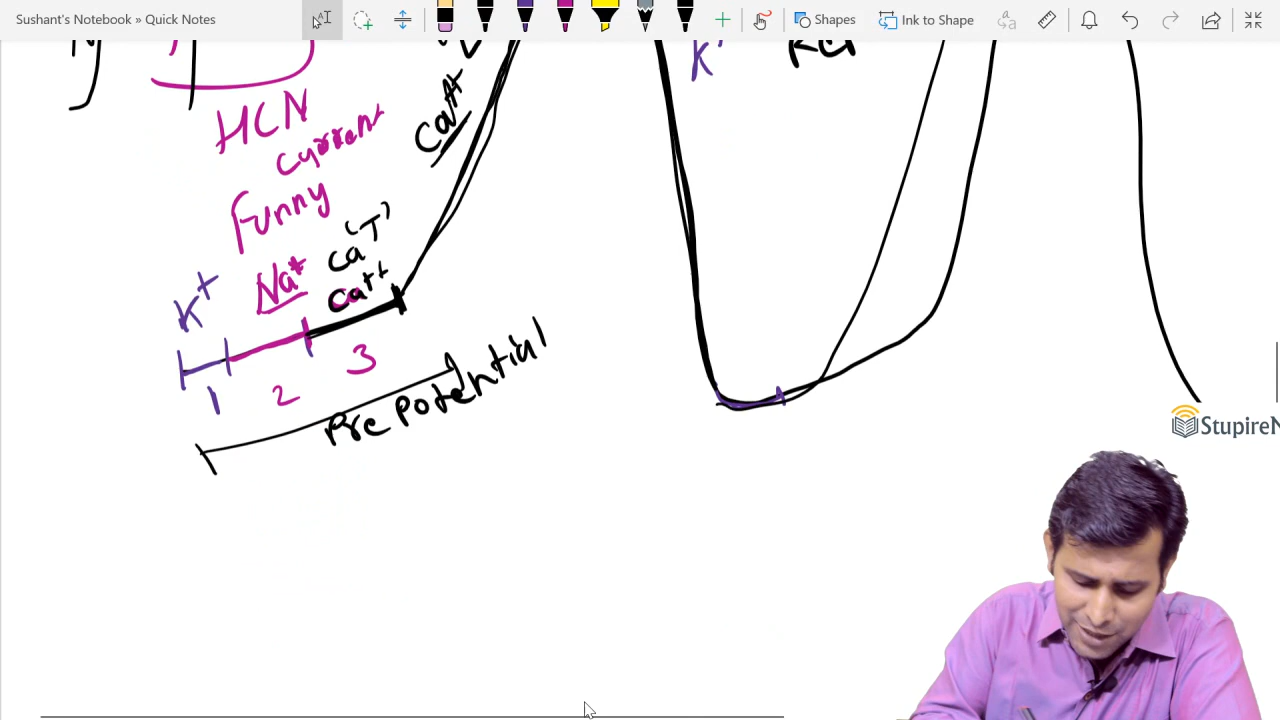 Sushant's Notebook » Quick Notes
Shapes
Ink to Shape
K+
HCN
Current
Funny
Ca++
Ca(T)
Na+
Ca++
K+
1
2
3
Pre Potential
StupireN